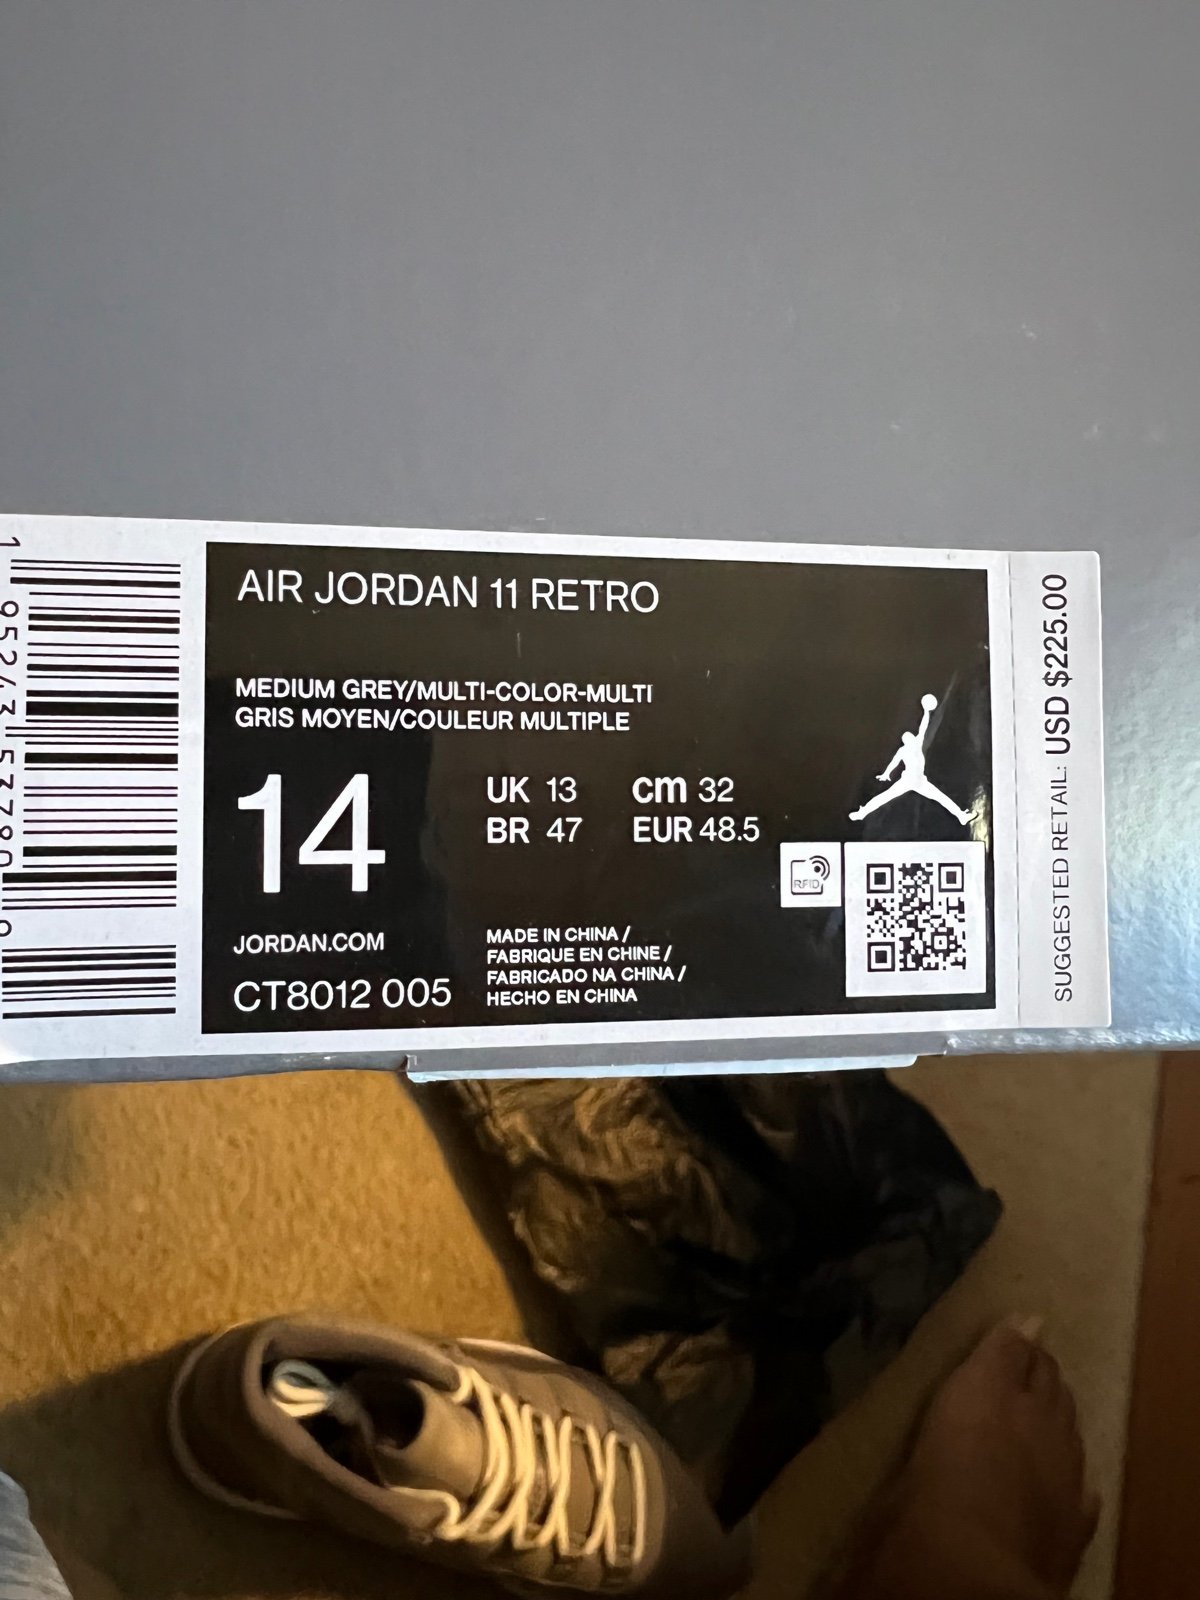 AIR JORDAN 11 RETRO
MEDIUM GREY/MULTI-COLOR-MULTI
GRIS MOYEN/COULEUR MULTIPLE
14
UK 13
cm 32
BR 47
EUR 48.5
RFID
JORDAN.COM
CT8012 005
MADE IN CHINA /
FABRIQUE EN CHINE /
FABRICADO NA CHINA /
HECHO EN CHINA
SUGGESTED RETAIL: USD $225.00